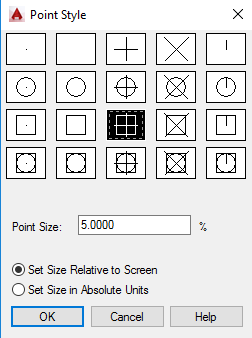 Point Style
Point Size: 5.0000 %
Set Size Relative to Screen
Set Size in Absolute Units
OK Cancel Help